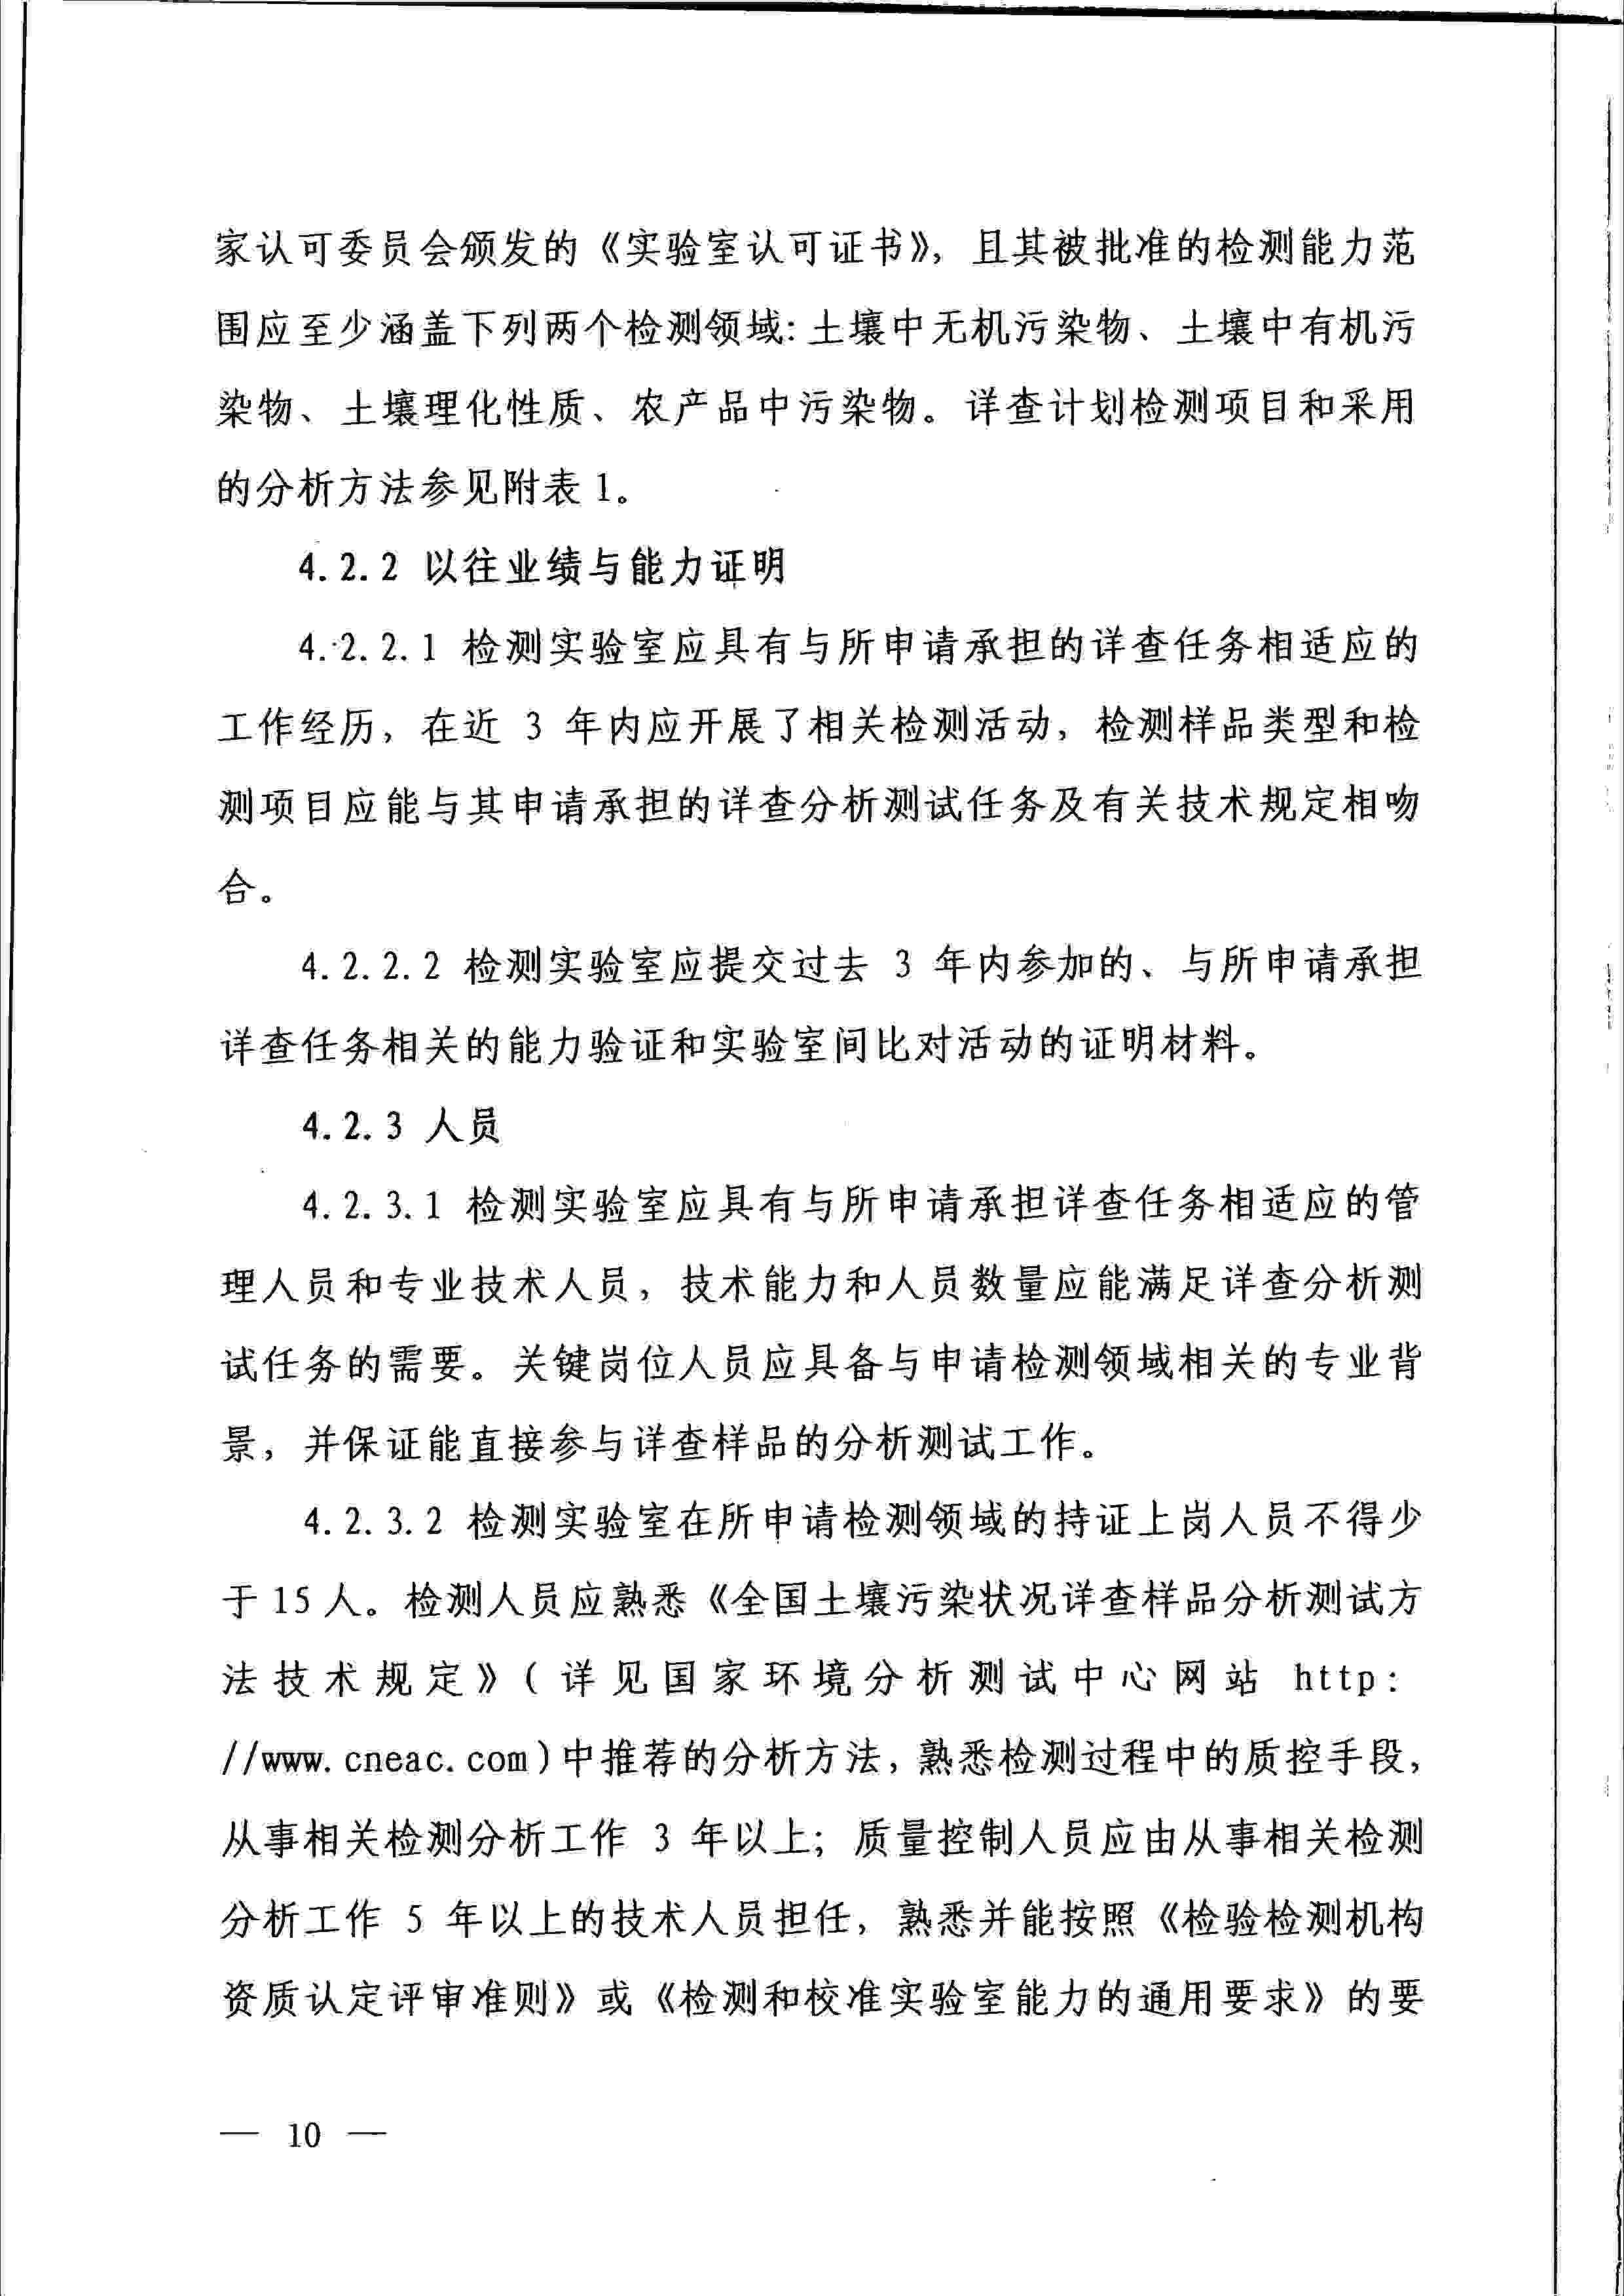 家认可委员会颁发的《实验室认可证书》，且其被批准的检测能力范
围应至少涵盖下列两个检测领域：土壤中无机污染物、土壤中有机污
染物、土壤理化性质、农产品中污染物。详查计划检测项目和采用
的分析方法参见附表 1。
4.2.2 以往业绩与能力证明
4.2.2.1 检测实验室应具有与所申请承担的详查任务相适应的
工作经历，在近 3 年内应开展了相关检测活动，检测样品类型和检
测项目应能与其申请承担的详查分析测试任务及有关技术规定相吻
合。
4.2.2.2 检测实验室应提交过去 3 年内参加的、与所申请承担
详查任务相关的能力验证和实验室间比对活动的证明材料。
4.2.3 人员
4.2.3.1 检测实验室应具有与所申请承担详查任务相适应的管
理人员和专业技术人员，技术能力和人员数量应能满足详查分析测
试任务的需要。关键岗位人员应具备与申请检测领域相关的专业背
景，并保证能直接参与详查样品的分析测试工作。
4.2.3.2 检测实验室在所申请检测领域的持证上岗人员不得少
于 15 人。检测人员应熟悉《全国土壤污染状况详查样品分析测试方
法技术规定》（详见国家环境分析测试中心网站 http:
//www.cneac.com）中推荐的分析方法，熟悉检测过程中的质控手段，
从事相关检测分析工作 3 年以上；质量控制人员应由从事相关检测
分析工作 5 年以上的技术人员担任，熟悉并能按照《检验检测机构
资质认定评审准则》或《检测和校准实验室能力的通用要求》的要
— 10 —